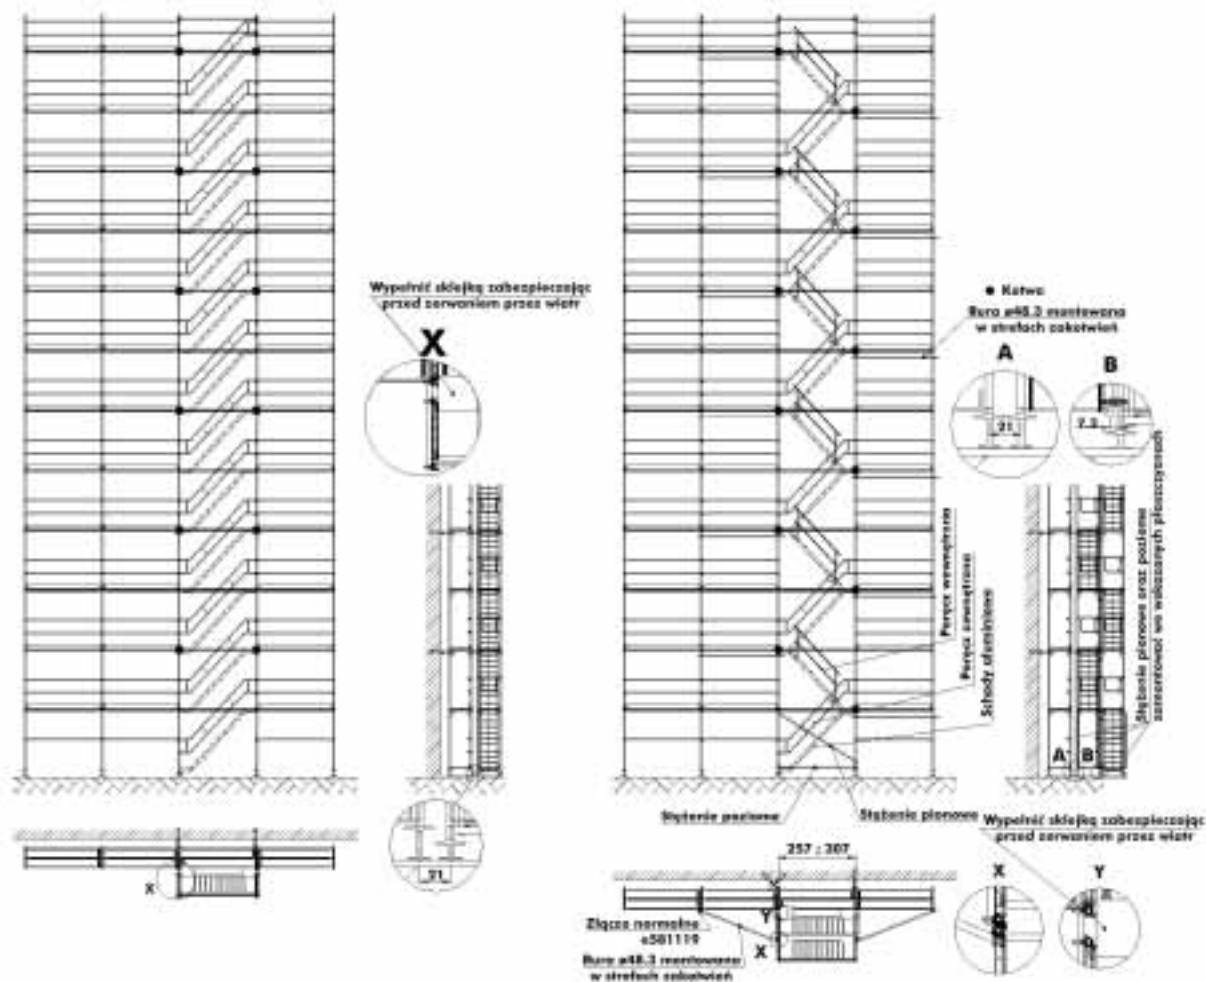 Wypełnić sklejką zabezpieczając
przed zerwaniem przez wiatr
X
● Kotwa
Rura ø48.3 montowana
w strefach zakotwień
A
B
21
7.5
Poręcz wewnętrzna
Poręcz zewnętrzna
Schody aluminiowe
Stężenie pionowe oraz poziome
zamontować we wskazanych płaszczyznach
A
B
Stężenie poziome
Stężenie pionowe
Wypełnić sklejką zabezpieczając
przed zerwaniem przez wiatr
21
X
257 ; 307
X
Y
Y
X
Złącze normalne
e581119
Rura ø48.3 montowana
w strefach zakotwień